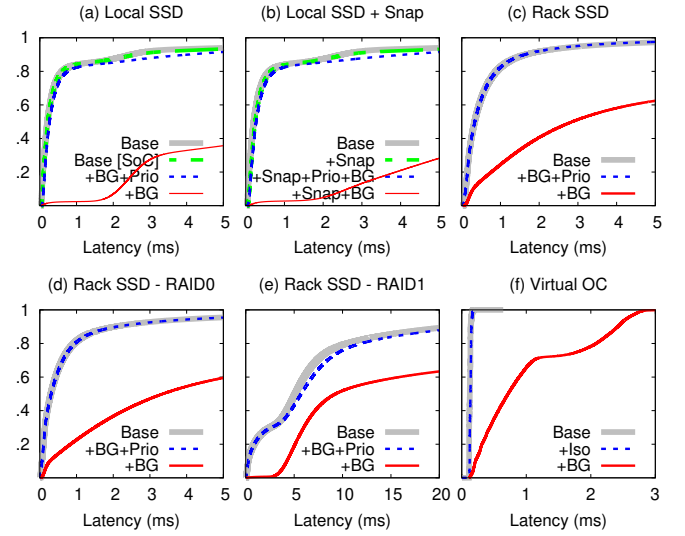 (a) Local SSD
1
.8
.6
.4
.2
Base
Base [SoC]
+BG+Prio
+BG
0 1 2 3 4 5
Latency (ms)
(b) Local SSD + Snap
Base
+Snap
+Snap+Prio+BG
+Snap+BG
0 1 2 3 4 5
Latency (ms)
(c) Rack SSD
Base
+BG+Prio
+BG
0 1 2 3 4 5
Latency (ms)
(d) Rack SSD - RAID0
1
.8
.6
.4
.2
Base
+BG+Prio
+BG
0 1 2 3 4 5
Latency (ms)
(e) Rack SSD - RAID1
Base
+BG+Prio
+BG
0 5 10 15 20
Latency (ms)
(f) Virtual OC
Base
+Iso
+BG
0 1 2 3
Latency (ms)